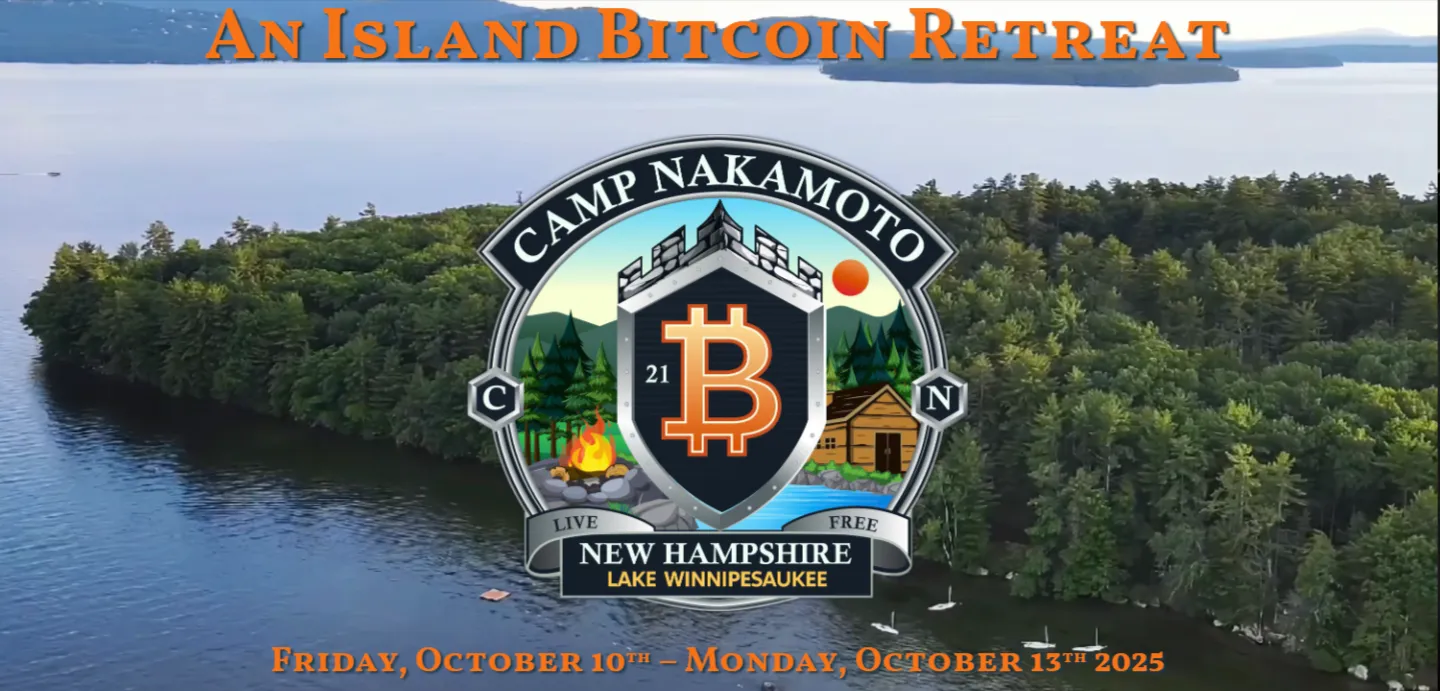 An Island Bitcoin Retreat
CAMP NAKAMOTO
21
B
C
N
LIVE
FREE
NEW HAMPSHIRE
LAKE WINNIPESAUKEE
Friday, October 10th – Monday, October 13th 2025